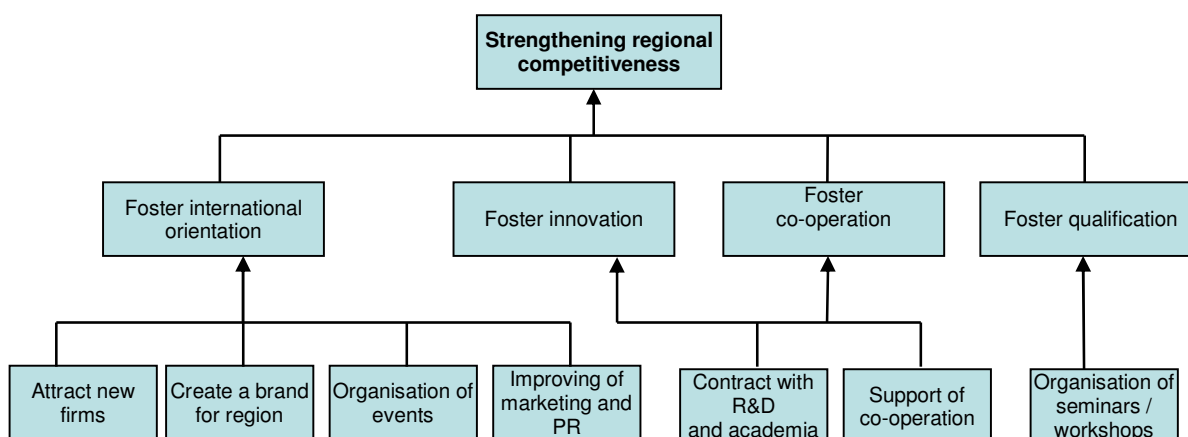 Strengthening regional
competitiveness
Foster international
orientation
Foster innovation
Foster
co-operation
Foster qualification
Attract new
firms
Create a brand
for region
Organisation of
events
Improving of
marketing and
PR
Contract with
R&D
and academia
Support of
co-operation
Organisation of
seminars /
workshops